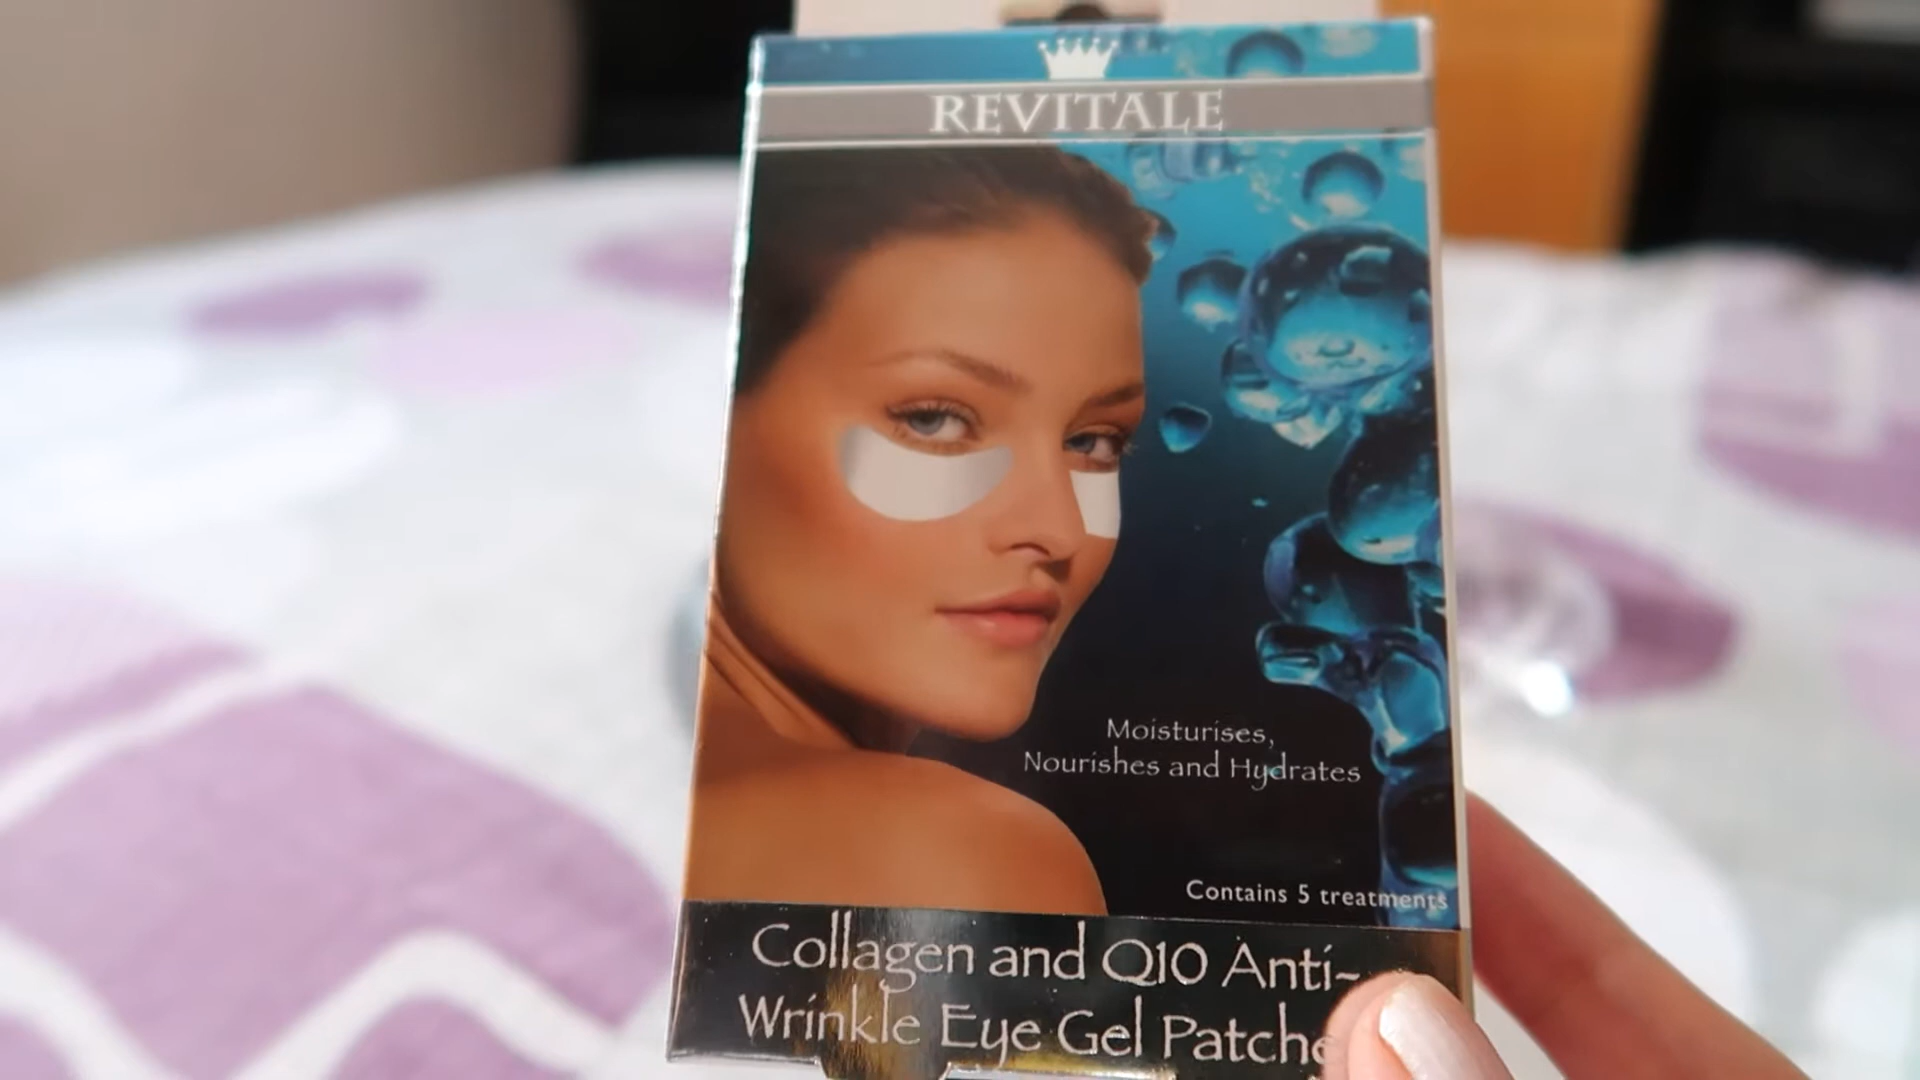 REVITALE
Moisturises,
Nourishes and Hydrates
Contains 5 treatments
Collagen and Q10 Anti-
Wrinkle Eye Gel Patche